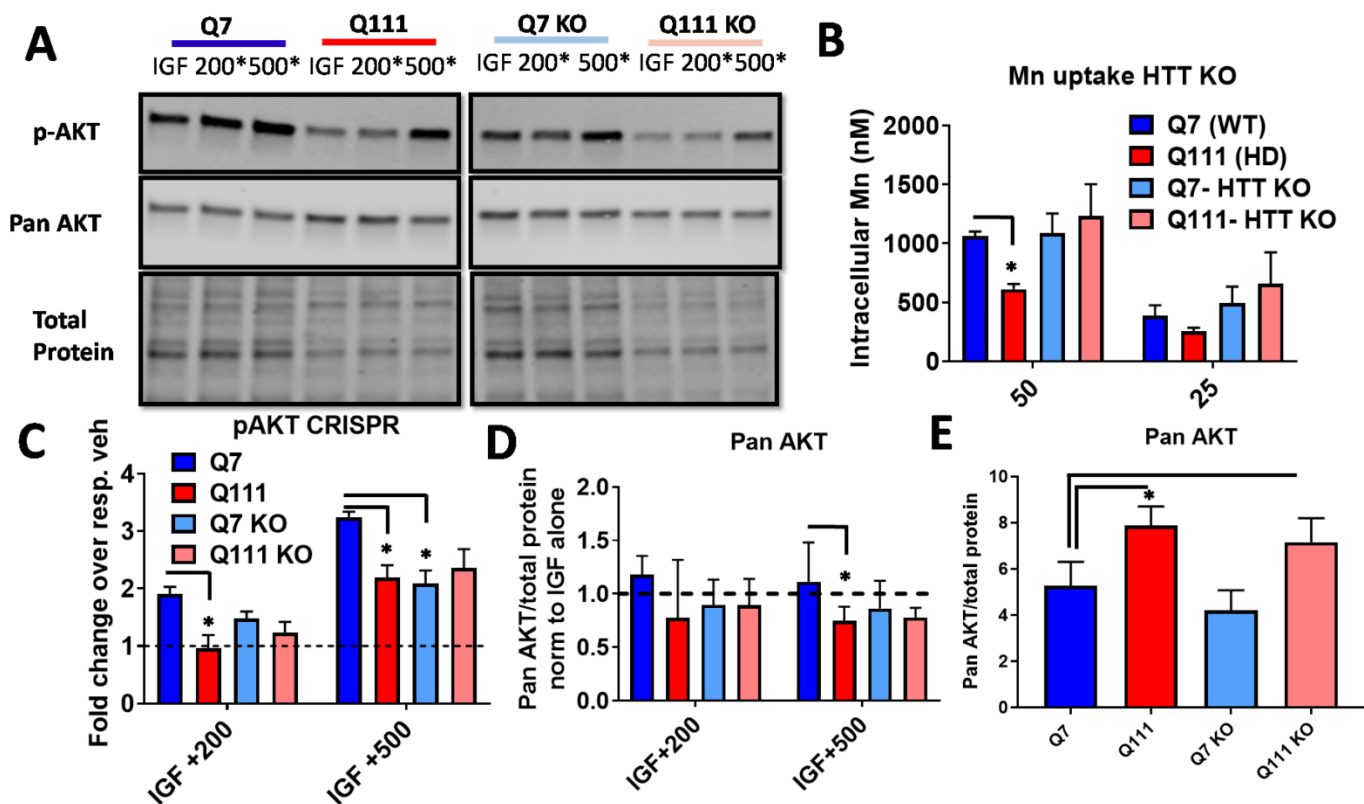 A
Q7
Q111
Q7 KO
Q111 KO
IGF 200* 500*
IGF 200* 500*
IGF 200* 500*
IGF 200* 500*
p-AKT
Pan AKT
Total
Protein
B
Mn uptake HTT KO
Intracellular Mn (nM)
2000
1500
1000
500
0
*
50
25
Q7 (WT)
Q111 (HD)
Q7- HTT KO
Q111- HTT KO
C
pAKT CRISPR
Fold change over resp. veh
4
3
2
1
0
Q7
Q111
Q7 KO
Q111 KO
*
*
*
IGF +200
IGF +500
D
Pan AKT
Pan AKT/total protein
norm to IGF alone
2.0
1.5
1.0
0.5
0.0
*
IGF+200
IGF+500
E
Pan AKT
Pan AKT/total protein
10
8
6
4
2
0
*
Q7
Q111
Q7 KO
Q111 KO